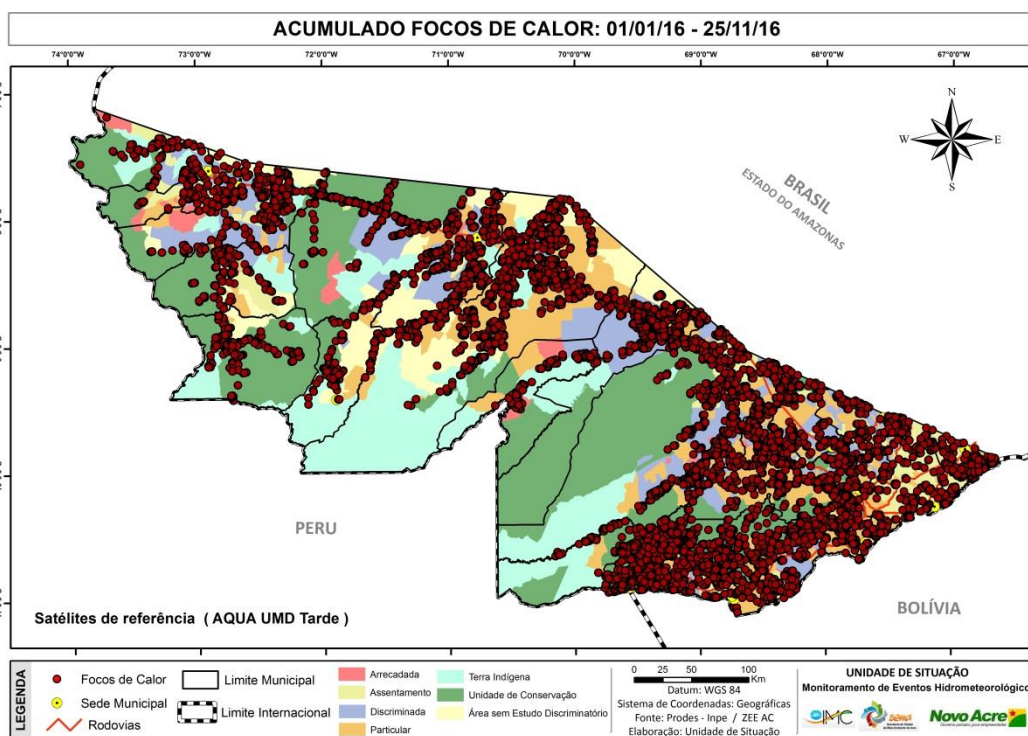 ACUMULADO FOCOS DE CALOR: 01/01/16 - 25/11/16
74°0'0"W 73°0'0"W 72°0'0"W 71°0'0"W 70°0'0"W 69°0'0"W 68°0'0"W 67°0'0"W
N
W E
S
BRASIL
ESTADO DO AMAZONAS
PERU
BOLÍVIA
Satélites de referência ( AQUA UMD Tarde )
LEGENDA
Focos de Calor
Sede Municipal
Rodovias
Limite Municipal
Limite Internacional
Arrecadada
Assentamento
Discriminada
Particular
Terra Indígena
Unidade de Conservação
Área sem Estudo Discriminatório
0 25 50 100
Km
Datum: WGS 84
Sistema de Coordenadas: Geográficas
Fonte: Prodes - Inpe / ZEE AC
Elaboração: Unidade de Situação
UNIDADE DE SITUAÇÃO
Monitoramento de Eventos Hidrometeorológico
IMC
Novo Acre